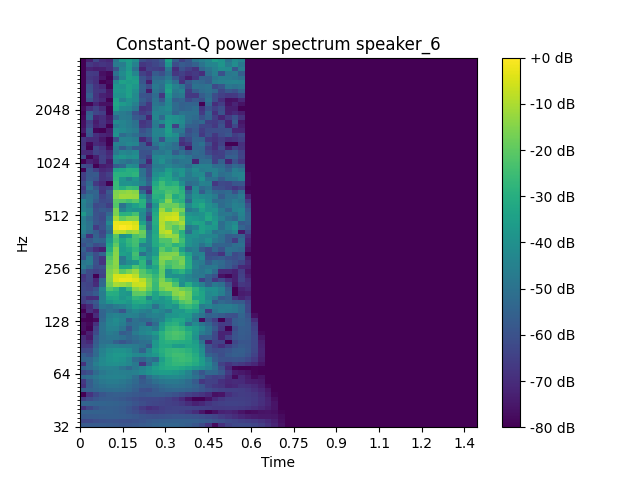 Constant-Q power spectrum speaker_6
Hz
2048
1024
512
256
128
64
32
0 0.15 0.3 0.45 0.6 0.75 0.9 1.1 1.2 1.4
Time
+0 dB
-10 dB
-20 dB
-30 dB
-40 dB
-50 dB
-60 dB
-70 dB
-80 dB